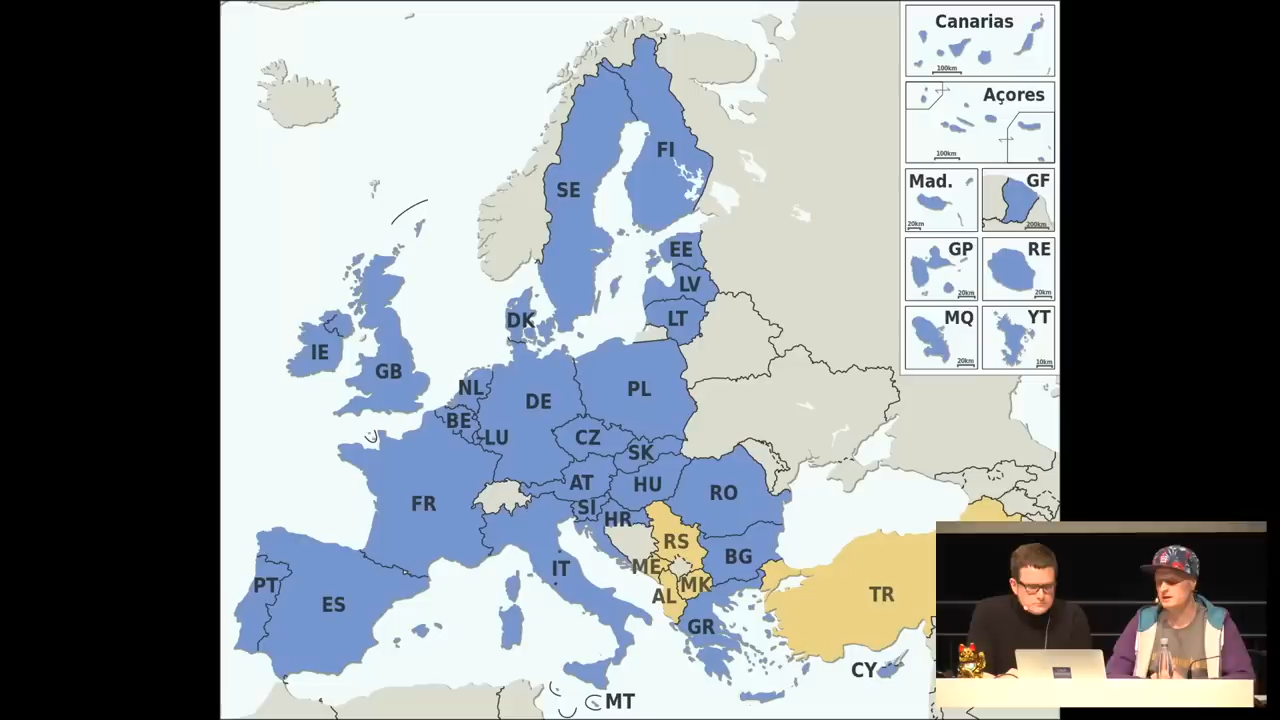 Canarias
100km
Açores
100km
Mad.
20km
GF
200km
GP
20km
RE
20km
MQ
20km
YT
10km
FI
SE
EE
LV
LT
DK
IE
GB
NL
PL
DE
BE
LU
CZ
SK
AT
HU
RO
FR
SI
HR
RS
BG
IT
ME
MK
PT
AL
TR
ES
GR
CY
MT